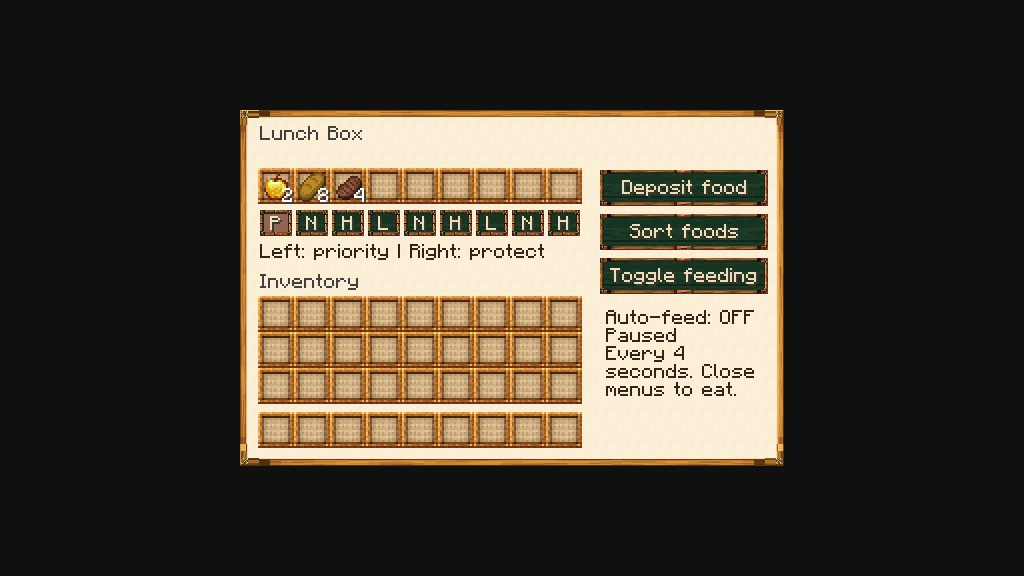 Lunch Box
2 8 4
P N H L N H L N H
Left: priority | Right: protect
Inventory
Deposit food
Sort foods
Toggle feeding
Auto-feed: OFF
Paused
Every 4
seconds. Close
menus to eat.